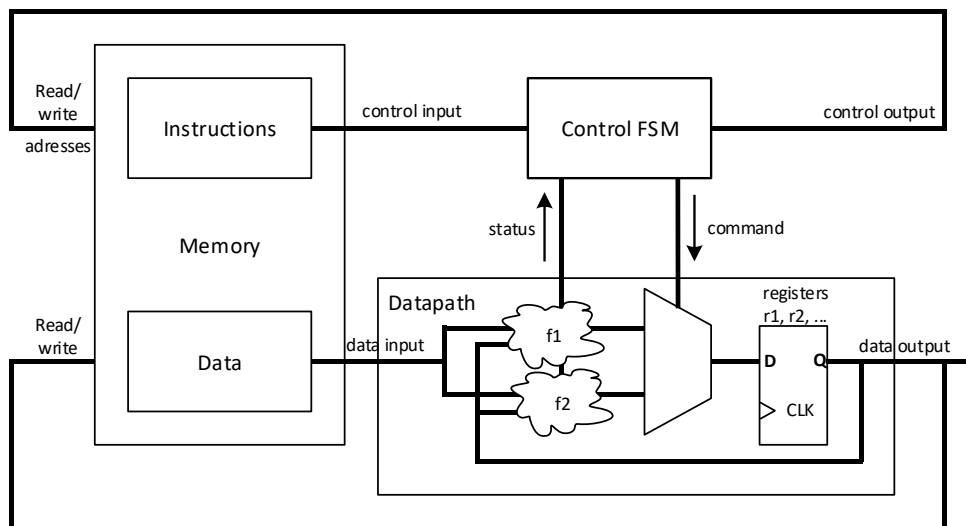 Read/
write
adresses
Instructions
control input
Control FSM
control output
Memory
status
command
Read/
write
Data
data input
Datapath
f1
f2
registers
r1, r2, ...
D
Q
CLK
data output